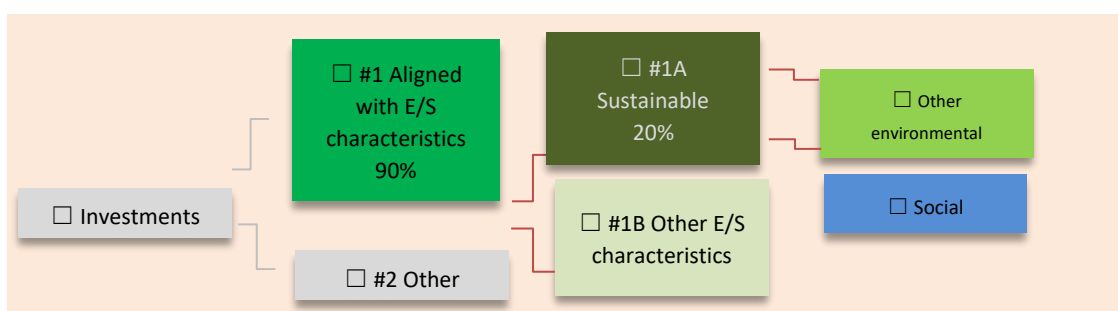 ☐ Investments
☐ #1 Aligned
with E/S
characteristics
90%
☐ #2 Other
☐ #1A
Sustainable
20%
☐ #1B Other E/S
characteristics
☐ Other
environmental
☐ Social